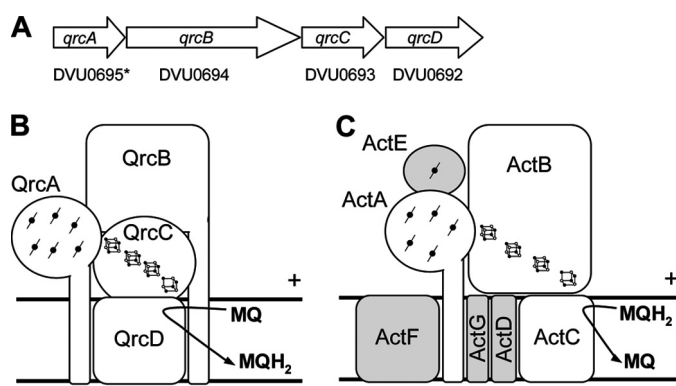 A
qrcA qrcB qrcC qrcD
DVU0695* DVU0694 DVU0693 DVU0692
B
QrcB
QrcA
QrcC
+
MQ
QrcD
MQH2
C
ActE
ActB
ActA
+
MQH2
ActF
ActG
ActD
ActC
MQ